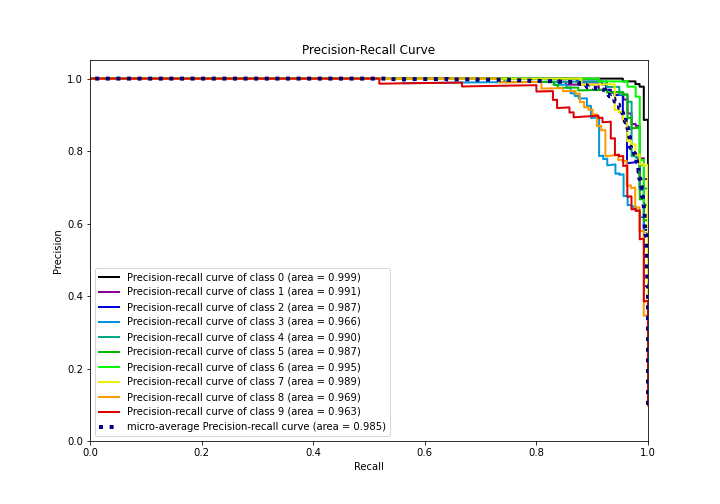 Precision-Recall Curve
1.0
0.8
0.6
0.4
0.2
0.0
Precision
Precision-recall curve of class 0 (area = 0.999)
Precision-recall curve of class 1 (area = 0.991)
Precision-recall curve of class 2 (area = 0.987)
Precision-recall curve of class 3 (area = 0.966)
Precision-recall curve of class 4 (area = 0.990)
Precision-recall curve of class 5 (area = 0.987)
Precision-recall curve of class 6 (area = 0.995)
Precision-recall curve of class 7 (area = 0.989)
Precision-recall curve of class 8 (area = 0.969)
Precision-recall curve of class 9 (area = 0.963)
micro-average Precision-recall curve (area = 0.985)
0.0 0.2 0.4 0.6 0.8 1.0
Recall